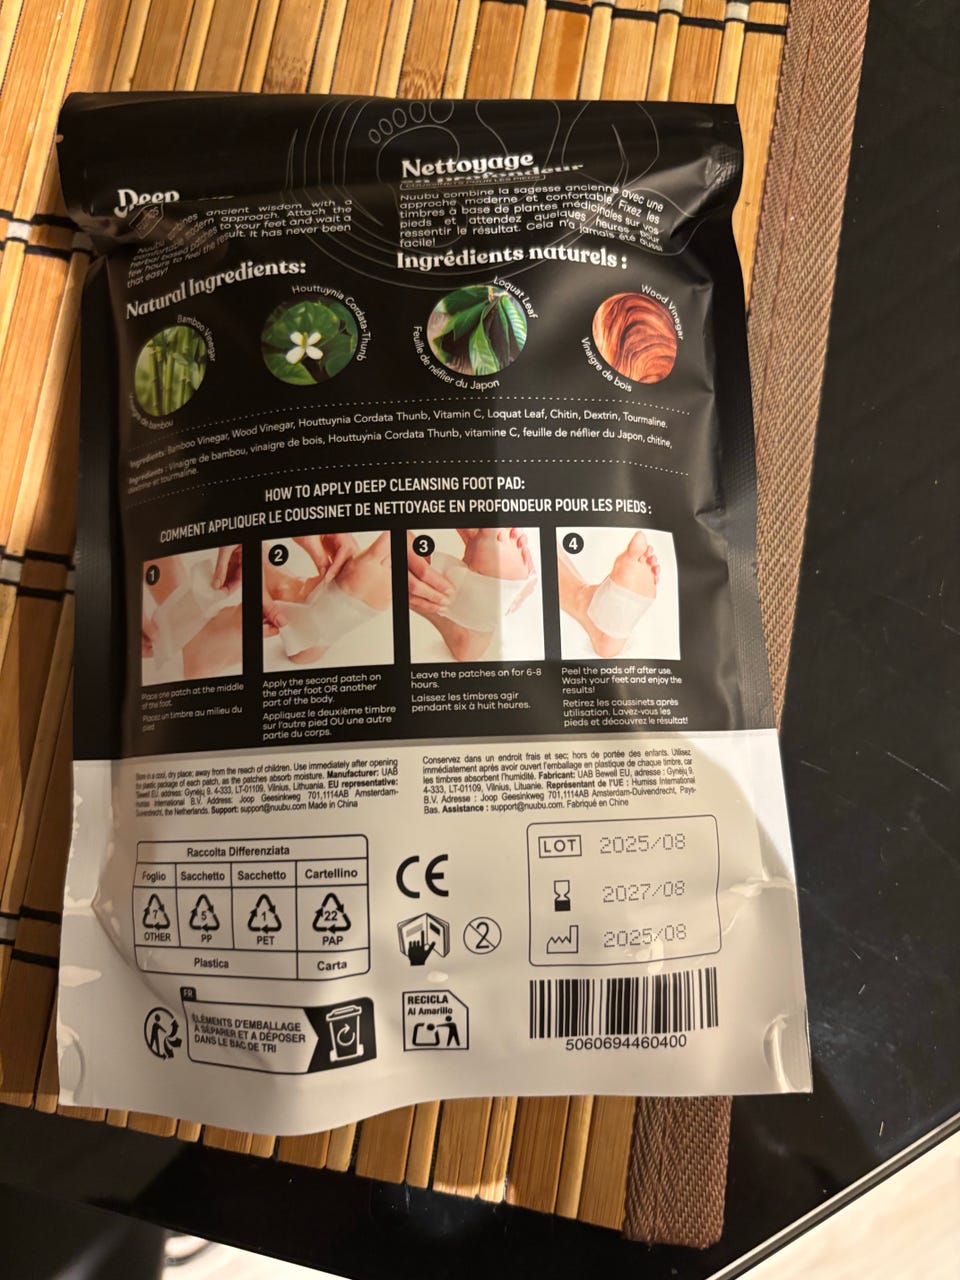 Deep
ancient wisdom with a
modern approach. Attach the
herbal based patches to your feet and wait a
few hours to feel the result. It has never been
that easy!
Natural Ingredients:
Bamboo Vinegar
Houttuynia Cordata-Thunb
Nettoyage
en Profondeur
COUSSINETS POUR LES PIEDS
Nuubu combine la sagesse ancienne avec une
approche moderne et confortable. Fixez les
timbres à base de plantes médicinales sur vos
pieds et attendez quelques heures pour
ressentir le résultat. Cela n'a jamais été aussi
facile!
Ingrédients naturels :
Loquat Leaf
Feuille de néflier du Japon
Wood Vinegar
Vinaigre de bois
de bambou
Ingredients: Bamboo Vinegar, Wood Vinegar, Houttuynia Cordata Thunb, Vitamin C, Loquat Leaf, Chitin, Dextrin, Tourmaline.
Ingrédients : Vinaigre de bambou, vinaigre de bois, Houttuynia Cordata Thunb, vitamine C, feuille de néflier du Japon, chitine,
dextrine et tourmaline.
HOW TO APPLY DEEP CLEANSING FOOT PAD:
COMMENT APPLIQUER LE COUSSINET DE NETTOYAGE EN PROFONDEUR POUR LES PIEDS :
1
2
3
4
Place one patch at the middle
of the foot.
Placez un timbre au milieu du
pied
Apply the second patch on
the other foot OR another
part of the body.
Appliquez le deuxième timbre
sur l'autre pied OU une autre
partie du corps.
Leave the patches on for 6-8
hours.
Laissez les timbres agir
pendant six à huit heures.
Peel the pads off after use.
Wash your feet and enjoy the
results!
Retirez les coussinets après
utilisation. Lavez-vous les
pieds et découvrez le résultat!
Store in a cool, dry place; away from the reach of children. Use immediately after opening
the plastic package of each patch, as the patches absorb moisture. Manufacturer: UAB
Bewell EU, address: Gynėjų 9. 4-333, LT-01109, Vilnius, Lithuania. EU representative:
Humiss International B.V. Address: Joop Geesinkweg 701,1114AB Amsterdam-
Duivendrecht, the Netherlands. Support: support@nuubu.com Made in China
Conservez dans un endroit frais et sec; hors de portée des enfants. Utilisez
immédiatement après avoir ouvert l'emballage en plastique de chaque timbre, car
les timbres absorbent l'humidité. Fabricant: UAB Bewell EU, adresse : Gynėjų 9.
4-333, LT-01109, Vilnius, Lituanie. Représentant de l'UE : Humiss International
B.V. Adresse : Joop Geesinkweg 701,1114AB Amsterdam-Duivendrecht, Pays-
Bas. Assistance : support@nuubu.com. Fabriqué en Chine
Raccolta Differenziata
Foglio Sacchetto Sacchetto Cartellino
7 5 1 22
OTHER PP PET PAP
Plastica Carta
CE
2
LOT 2025/08
2027/08
2025/08
FR
ÉLÉMENTS D'EMBALLAGE
À SÉPARER ET À DÉPOSER
DANS LE BAC DE TRI
RECICLA
Al Amarillo
5060694460400